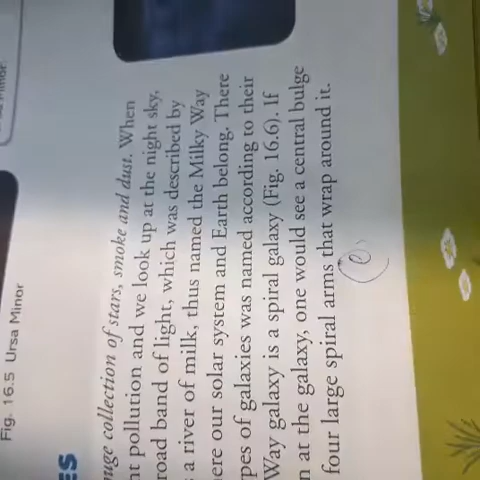 Fig. 16.5 Ursa Minor
ES
huge collection of stars, smoke and dust. When
nt pollution and we look up at the night sky,
road band of light, which was described by
s a river of milk, thus named the Milky Way
here our solar system and Earth belong. There
pes of galaxies was named according to their
Way galaxy is a spiral galaxy (Fig. 16.6). If
n at the galaxy, one would see a central bulge
four large spiral arms that wrap around it.